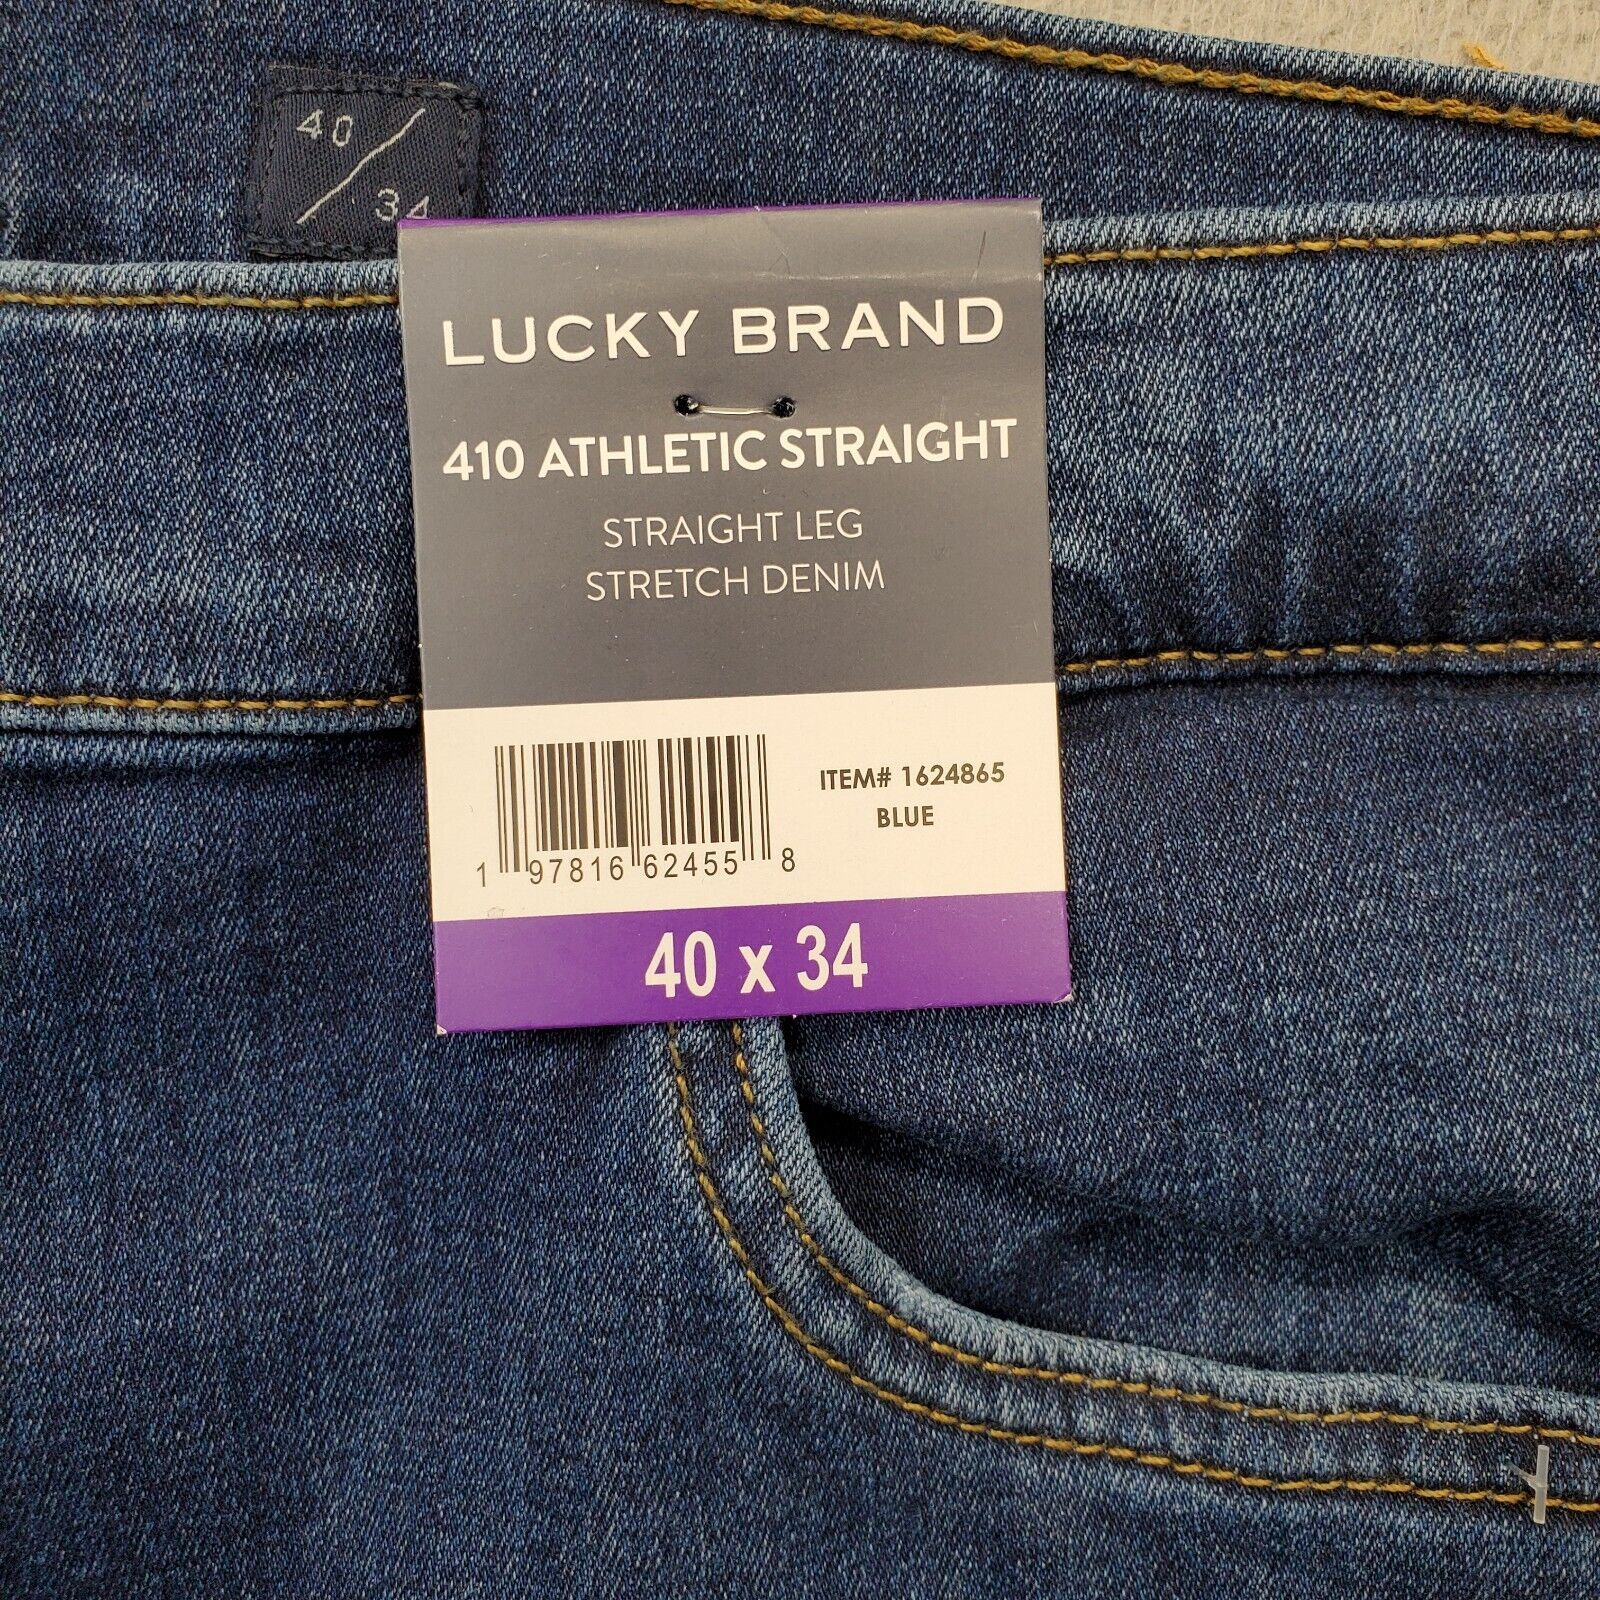 40
34
LUCKY BRAND
410 ATHLETIC STRAIGHT
STRAIGHT LEG
STRETCH DENIM
ITEM# 1624865
BLUE
1 97816 62455 8
40 x 34